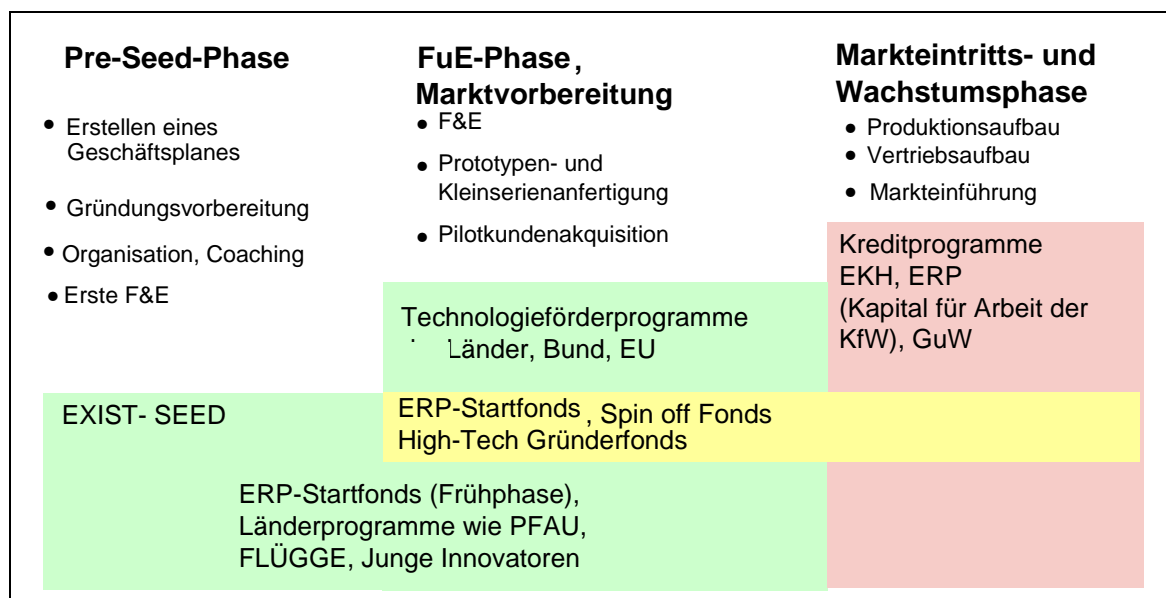 Pre-Seed-Phase
• Erstellen eines
Geschäftsplanes
• Gründungsvorbereitung
• Organisation, Coaching
• Erste F&E
FuE-Phase,
Marktvorbereitung
• F&E
• Prototypen- und
Kleinserienanfertigung
• Pilotkundenakquisition
Markteintritts- und
Wachstumsphase
• Produktionsaufbau
• Vertriebsaufbau
• Markteinführung
Kreditprogramme
EKH, ERP
(Kapital für Arbeit der
KfW), GuW
Technologieförderprogramme
Länder, Bund, EU
EXIST- SEED
ERP-Startfonds, Spin off Fonds
High-Tech Gründerfonds
ERP-Startfonds (Frühphase),
Länderprogramme wie PFAU,
FLÜGGE, Junge Innovatoren